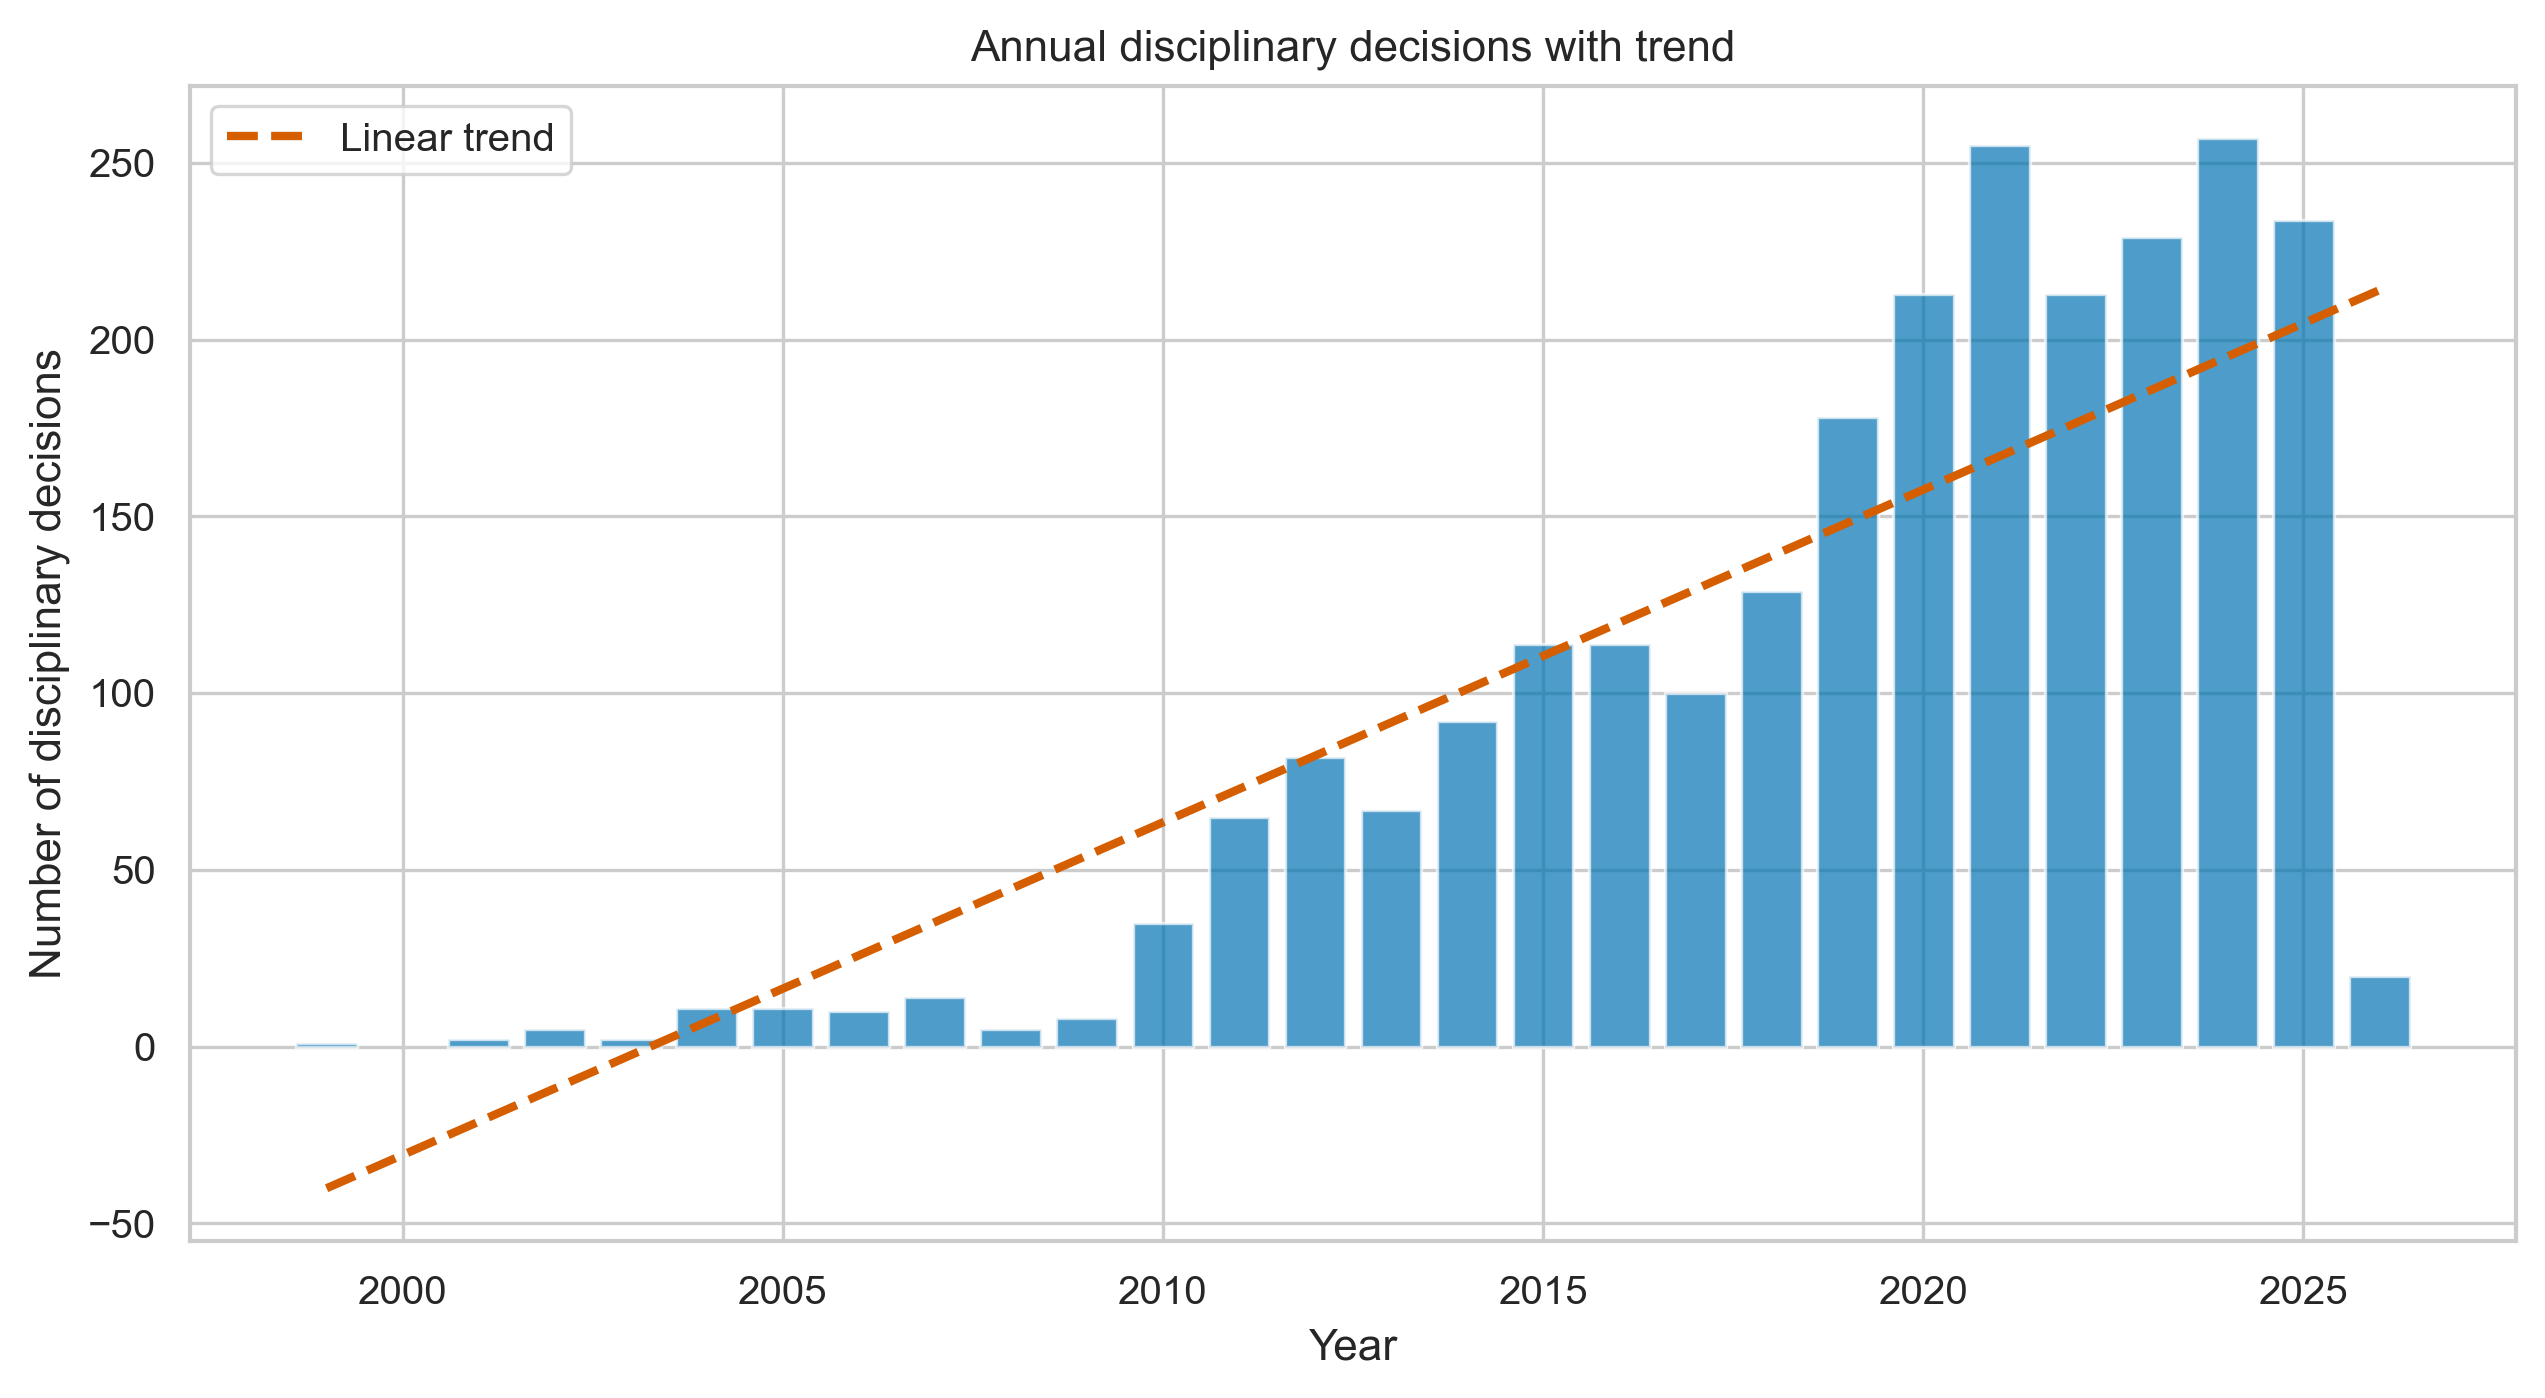 Annual disciplinary decisions with trend
Linear trend
Number of disciplinary decisions
250
200
150
100
50
0
−50
2000 2005 2010 2015 2020 2025
Year